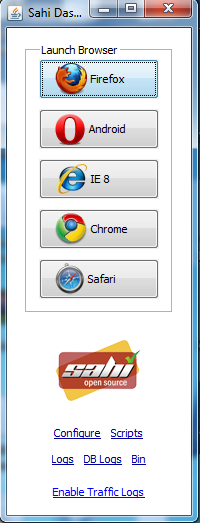 Sahi Das...
Launch Browser
Firefox
Android
IE 8
Chrome
Safari
sahi
open source
Configure Scripts
Logs DB Logs Bin
Enable Traffic Logs